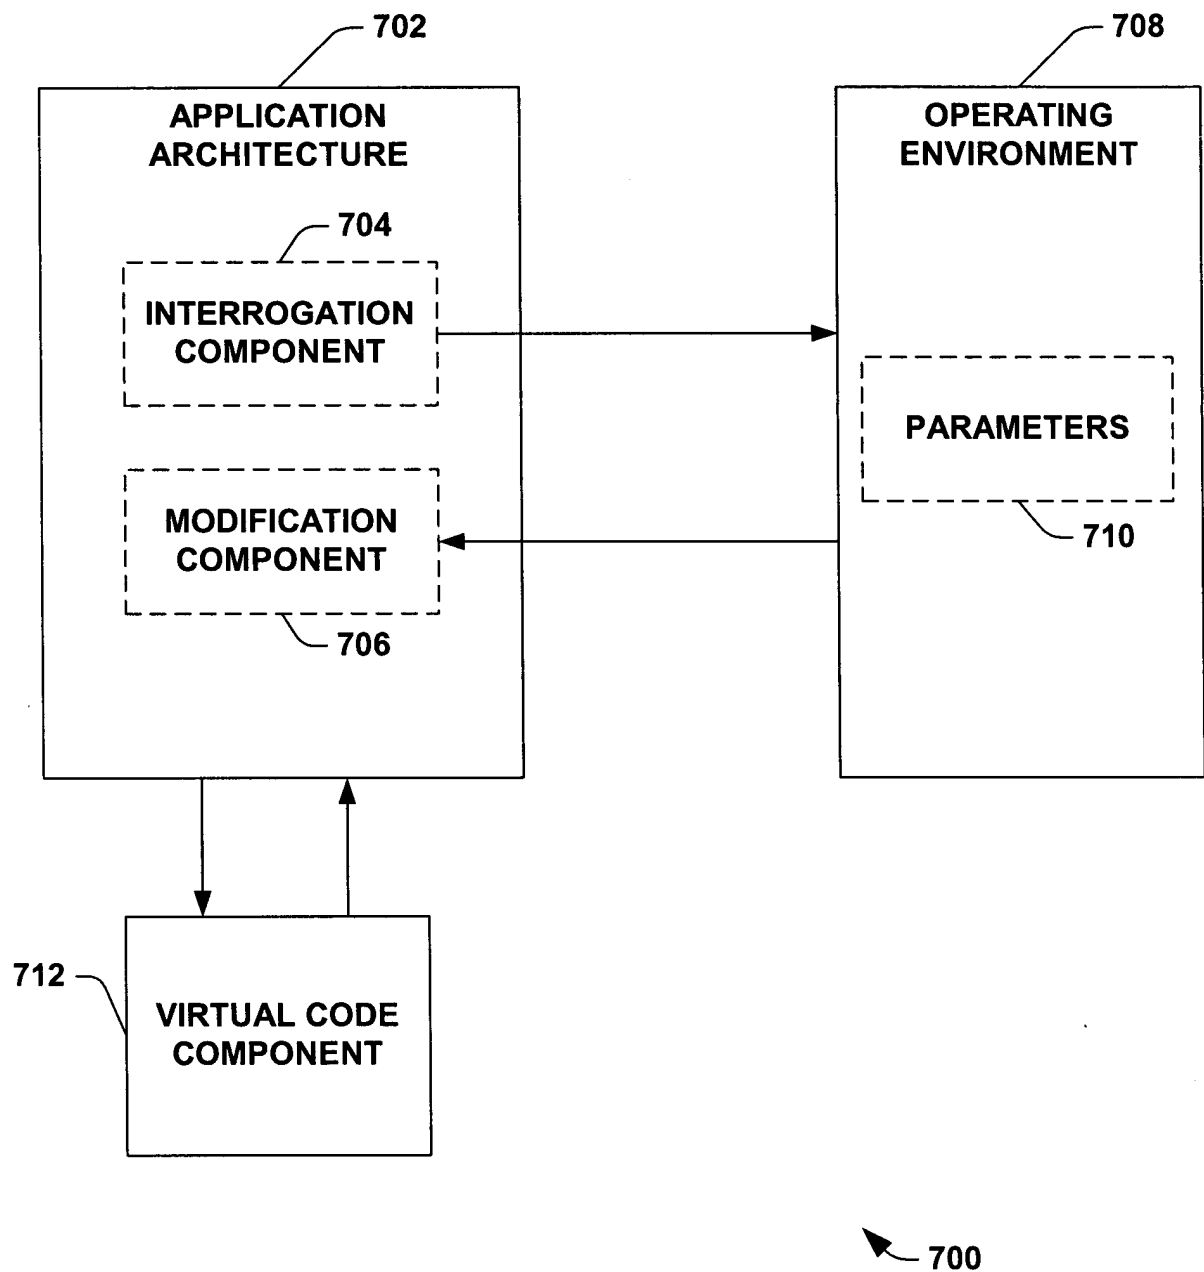 702
708
APPLICATION
ARCHITECTURE
OPERATING
ENVIRONMENT
704
INTERROGATION
COMPONENT
PARAMETERS
MODIFICATION
COMPONENT
710
706
712
VIRTUAL CODE
COMPONENT
700